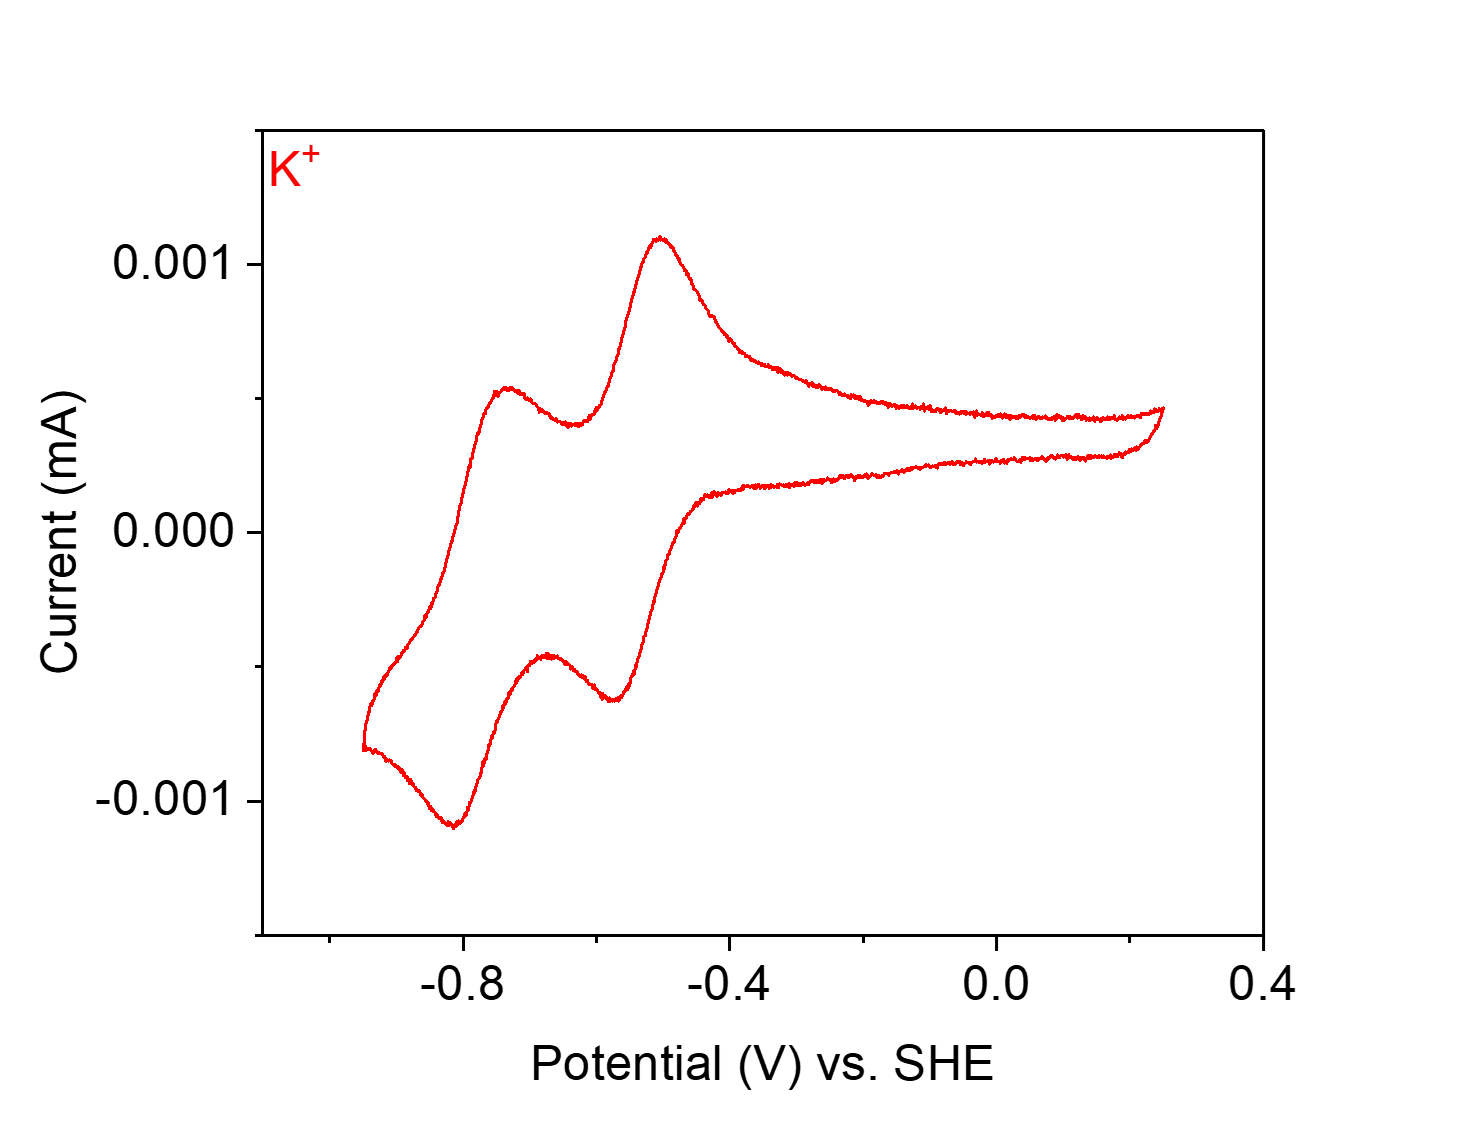 K⁺
0.001
0.000
-0.001
Current (mA)
-0.8 -0.4 0.0 0.4
Potential (V) vs. SHE